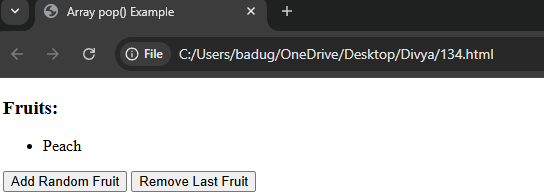 Array pop() Example
File C:/Users/badug/OneDrive/Desktop/Divya/134.html
Fruits:
• Peach
Add Random Fruit Remove Last Fruit